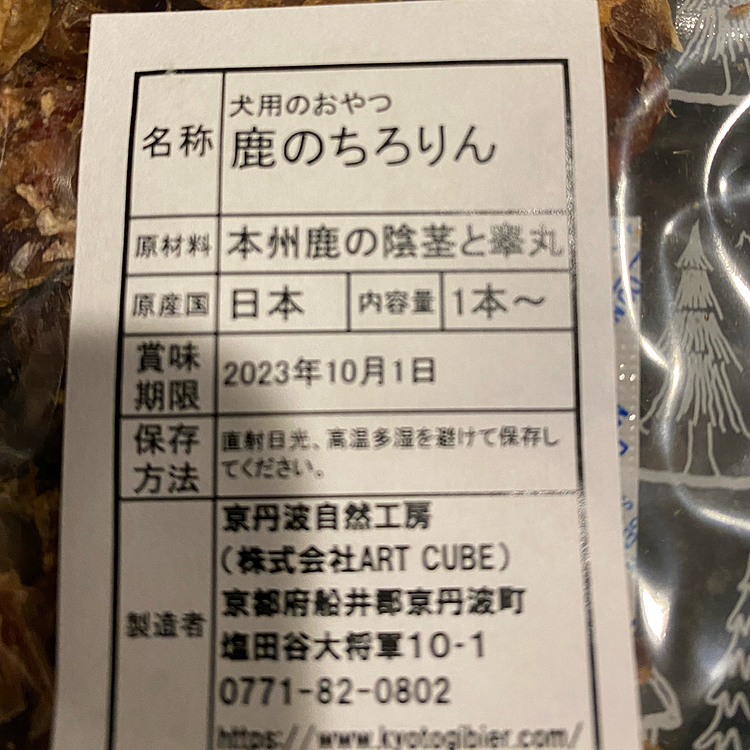 名称
犬用のおやつ
鹿のちろりん
原材料
本州鹿の陰茎と睾丸
原産国
日本
内容量
1本～
賞味
期限
2023年10月1日
保存
方法
直射日光、高温多湿を避けて保存し
てください。
製造者
京丹波自然工房
（株式会社ART CUBE）
京都府船井郡京丹波町
塩田谷大将軍10-1
0771-82-0802
https://www.kyotogibier.com/